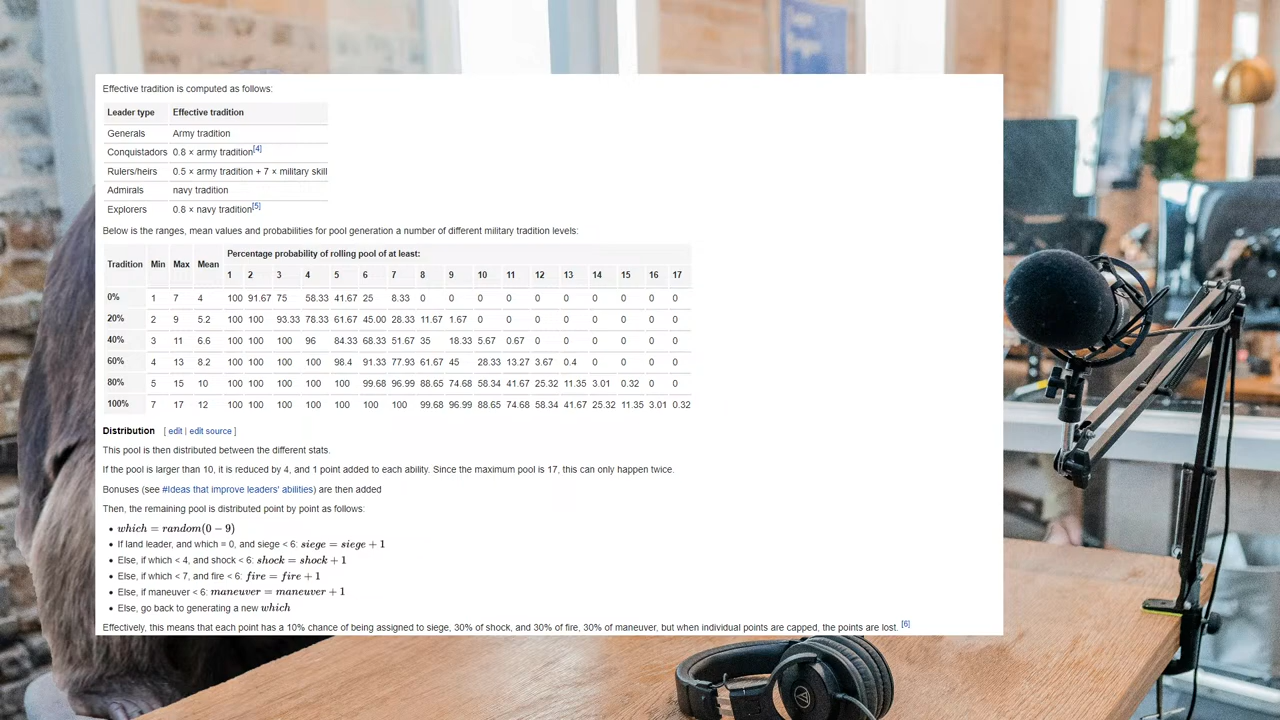 Effective tradition is computed as follows:
Leader type Effective tradition
Generals Army tradition
Conquistadors 0.8 × army tradition[4]
Rulers/heirs 0.5 × army tradition + 7 × military skill
Admirals navy tradition
Explorers 0.8 × navy tradition[5]
Below is the ranges, mean values and probabilities for pool generation a number of different military tradition levels:
Tradition Min Max Mean Percentage probability of rolling pool of at least:
1 2 3 4 5 6 7 8 9 10 11 12 13 14 15 16 17
0% 1 7 4 100 91.67 75 58.33 41.67 25 8.33 0 0 0 0 0 0 0 0 0 0
20% 2 9 5.2 100 100 93.33 78.33 61.67 45.00 28.33 11.67 1.67 0 0 0 0 0 0 0 0
40% 3 11 6.6 100 100 100 96 84.33 68.33 51.67 35 18.33 5.67 0.67 0 0 0 0 0 0
60% 4 13 8.2 100 100 100 100 98.4 91.33 77.93 61.67 45 28.33 13.27 3.67 0.4 0 0 0 0
80% 5 15 10 100 100 100 100 100 96.99 88.65 74.68 58.34 41.67 25.32 11.35 3.01 0.32 0 0
100% 7 17 12 100 100 100 100 100 100 100 99.68 96.99 88.65 74.68 58.34 41.67 25.32 11.35 3.01 0.32
Distribution [ edit | edit source ]
This pool is then distributed between the different stats.
If the pool is larger than 10, it is reduced by 4, and 1 point added to each ability. Since the maximum pool is 17, this can only happen twice.
Bonuses (see #Ideas that improve leaders' abilities) are then added
Then, the remaining pool is distributed point by point as follows:
• which = random(0 − 9)
• If land leader, and which = 0, and siege < 6: siege = siege + 1
• Else, if which < 4, and shock < 6: shock = shock + 1
• Else, if which < 7, and fire < 6: fire = fire + 1
• Else, if maneuver < 6: maneuver = maneuver + 1
• Else, go back to generating a new which
Effectively, this means that each point has a 10% chance of being assigned to siege, 30% of shock, and 30% of fire, 30% of maneuver, but when individual points are capped, the points are lost. [6]